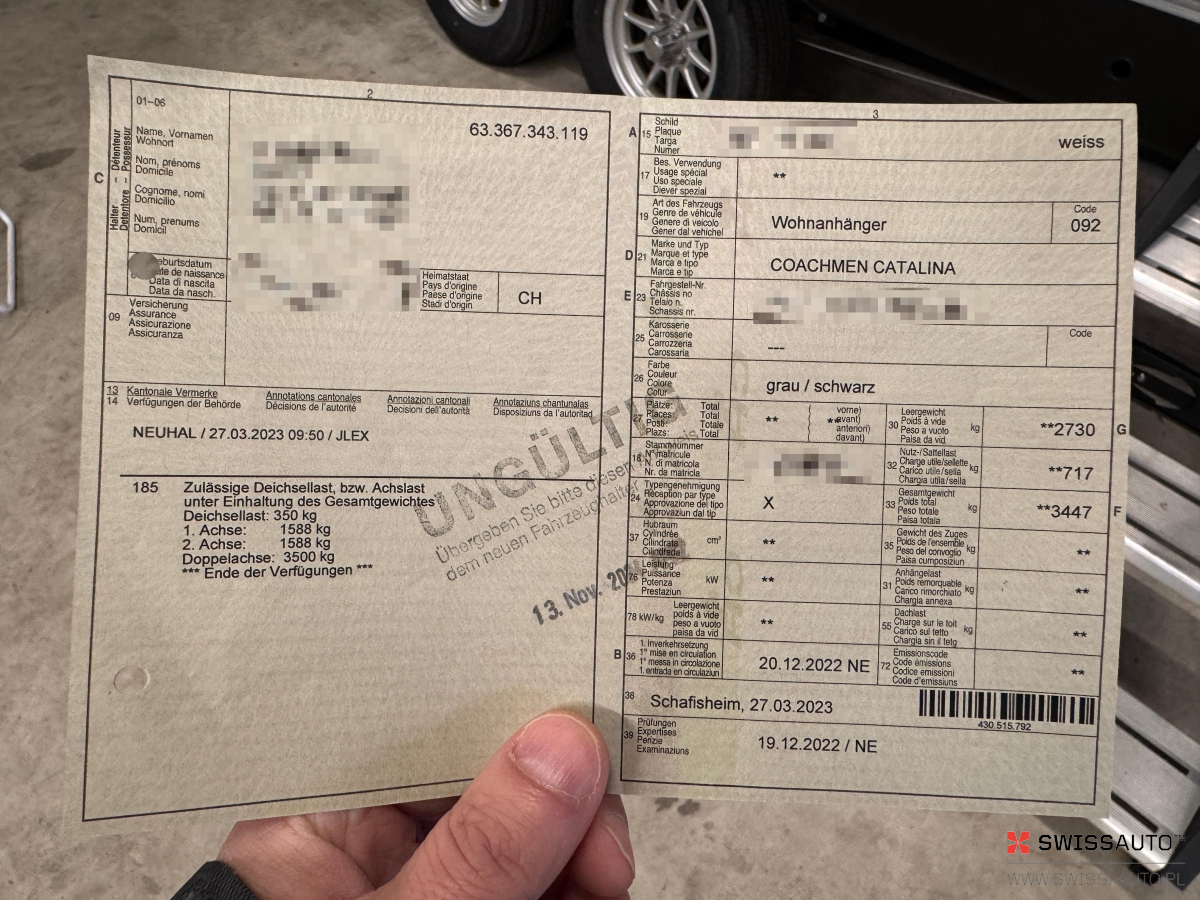 2
01–06
C
Halter – Détenteur
Detentore – Possessur
Name, Vornamen
Wohnort
Nom, prénoms
Domicile
Cognome, nomi
Domicilio
Num, prenums
Domicil
63.367.343.119
eburtsdatum
ate de naissance
Data di nascita
Data da nasch.
Heimatstaat
Pays d'origine
Paese d'origine
Stadi d'origin.
CH
09
Versicherung
Assurance
Assicurazione
Assicuranza
13 Kantonale Vermerke Annotations cantonales Annotazioni cantonali Annotaziuns chantunalas
14 Verfügungen der Behörde Décisions de l'autorité Decisioni dell'autorità Disposiziuns da l'autoritad
NEUHAL / 27.03.2023 09:50 / JLEX
185 Zulässige Deichsellast, bzw. Achslast
unter Einhaltung des Gesamtgewichtes
Deichsellast: 350 kg
1. Achse: 1588 kg
2. Achse: 1588 kg
Doppelachse: 3500 kg
*** Ende der Verfügungen ***
UNGÜLTIG
Übergeben Sie bitte diesen
dem neuen Fahrzeughalter
13. Nov.
3
A 15
Schild
Plaque
Targa
Numer
weiss
17
Bes. Verwendung
Usage spécial
Uso speciale
Diever spezial
**
19
Art des Fahrzeugs
Genre de véhicule
Genere di veicolo
Gener dal vehichel
Wohnanhänger
Code
092
D 21
Marke und Typ
Marque et type
Marca e tipo
Marca e tip
COACHMEN CATALINA
E 23
Fahrgestell-Nr.
Châssis no
Telaio n.
Schassis nr.
25
Karosserie
Carrosserie
Carrozzeria
Carossaria
---
Code
26
Farbe
Couleur
Colore
Colur
grau / schwarz
27
Plätze: Total
Places: Total
Posti: Totale
Plazs: Total
**
**
vorne)
avant)
anteriori)
davant)
30
Leergewicht
Poids à vide
Peso a vuoto
Paisa da vid
kg
**2730
G
18
Stammnummer
N° matricule
N. di matricola
Nr. da matricla
32
Nutz-/Sattellast
Charge utile/sellette
Carico utile/sella
Chargia utila/sella
kg
**717
24
Typengenehmigung
Réception par type
Approvazione del tipo
Approvaziun dal tip
X
33
Gesamtgewicht
Poids total
Peso totale
Paisa totala
kg
**3447
F
37
Hubraum
Cylindrée
Cilindrata
Cilindrada
cm³
**
35
Gewicht des Zuges
Poids de l'ensemble
Peso del convoglio
Paisa cumposiziun
kg
**
76
Leistung
Puissance
Potenza
Prestaziun
kW
**
31
Anhängelast
Poids remorquable
Carico rimorchiato
Chargia annexa
kg
**
78 kW/kg
Leergewicht
poids à vide
peso a vuoto
paisa da vid
**
55
Dachlast
Charge sur le toit
Carico sul tetto
Chargia sin il tetg
kg
**
B 36
1. Inverkehrsetzung
1re mise en circulation
1a messa in circolazione
1. entrada en circulaziun
20.12.2022 NE
72
Emissionscode
Code émissions
Codice emissioni
Code d'emissiuns
**
38
Schafisheim, 27.03.2023
430.515.792
39
Prüfungen
Expertises
Perizie
Examinaziuns
19.12.2022 / NE
SWISSAUTO
WWW.SWISS-AUTO.PL